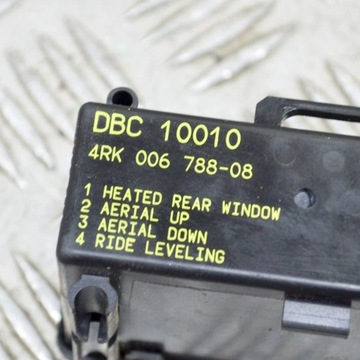 DBC 10010
4RK 006 788-08
1 HEATED REAR WINDOW
2 AERIAL UP
3 AERIAL DOWN
4 RIDE LEVELING